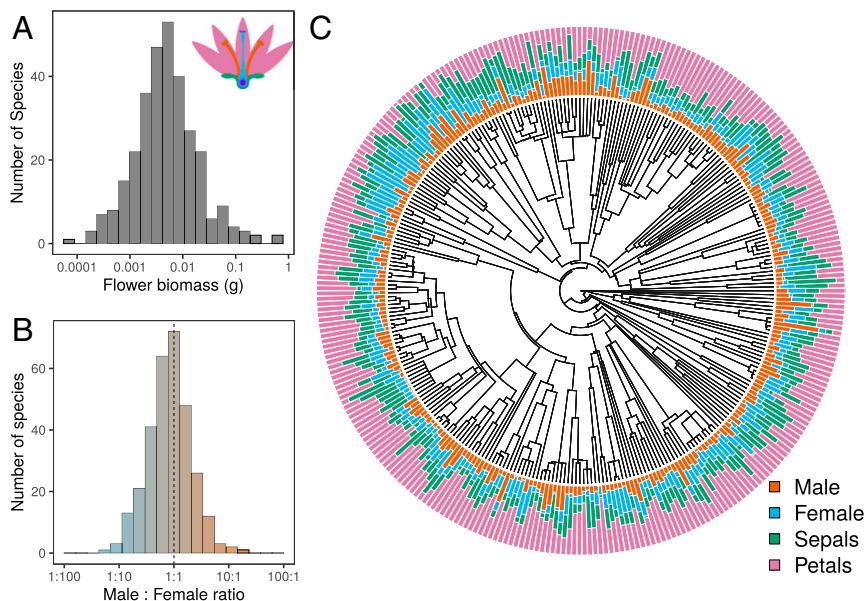 A
Number of Species
40
20
0
0.0001 0.001 0.01 0.1 1
Flower biomass (g)
B
Number of species
60
40
20
0
1:100 1:10 1:1 10:1 100:1
Male : Female ratio
C
Male
Female
Sepals
Petals